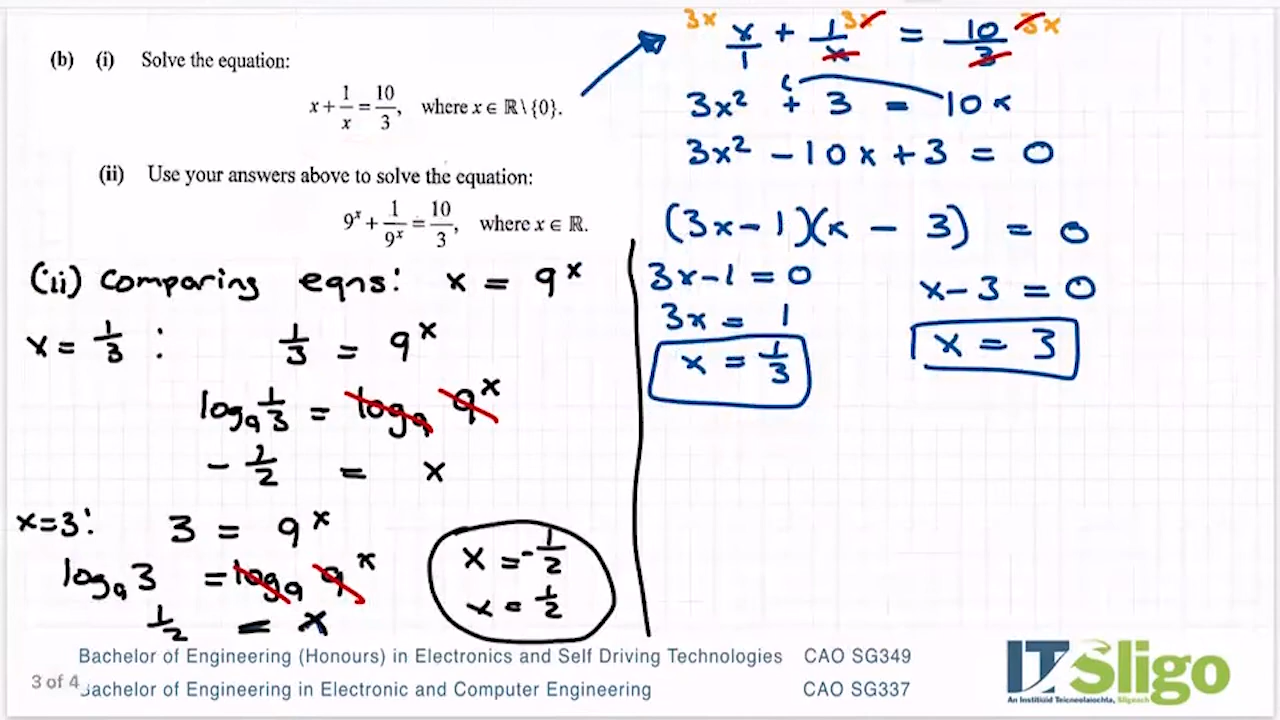 (b) (i) Solve the equation:
x + 1/x = 10/3, where x ∈ ℝ \ {0}.
(ii) Use your answers above to solve the equation:
9^x + 1/9^x = 10/3, where x ∈ ℝ.
(ii) Comparing eqns: x = 9^x
x = 1/3 : 1/3 = 9^x
log₉ 1/3 = log₉ 9^x
- 1/2 = x
x=3: 3 = 9^x
log₉ 3 = log₉ 9^x
1/2 = x
x = -1/2
x = 1/2
3x x/1 + 1/x 3x = 10/3 3x
3x² + 3 = 10x
3x² - 10x + 3 = 0
(3x - 1)(x - 3) = 0
3x - 1 = 0
3x = 1
x = 1/3
x - 3 = 0
x = 3
Bachelor of Engineering (Honours) in Electronics and Self Driving Technologies CAO SG349
3 of 4
Bachelor of Engineering in Electronic and Computer Engineering CAO SG337
IT Sligo
An Institiúid Teicneolaíochta, Sligeach